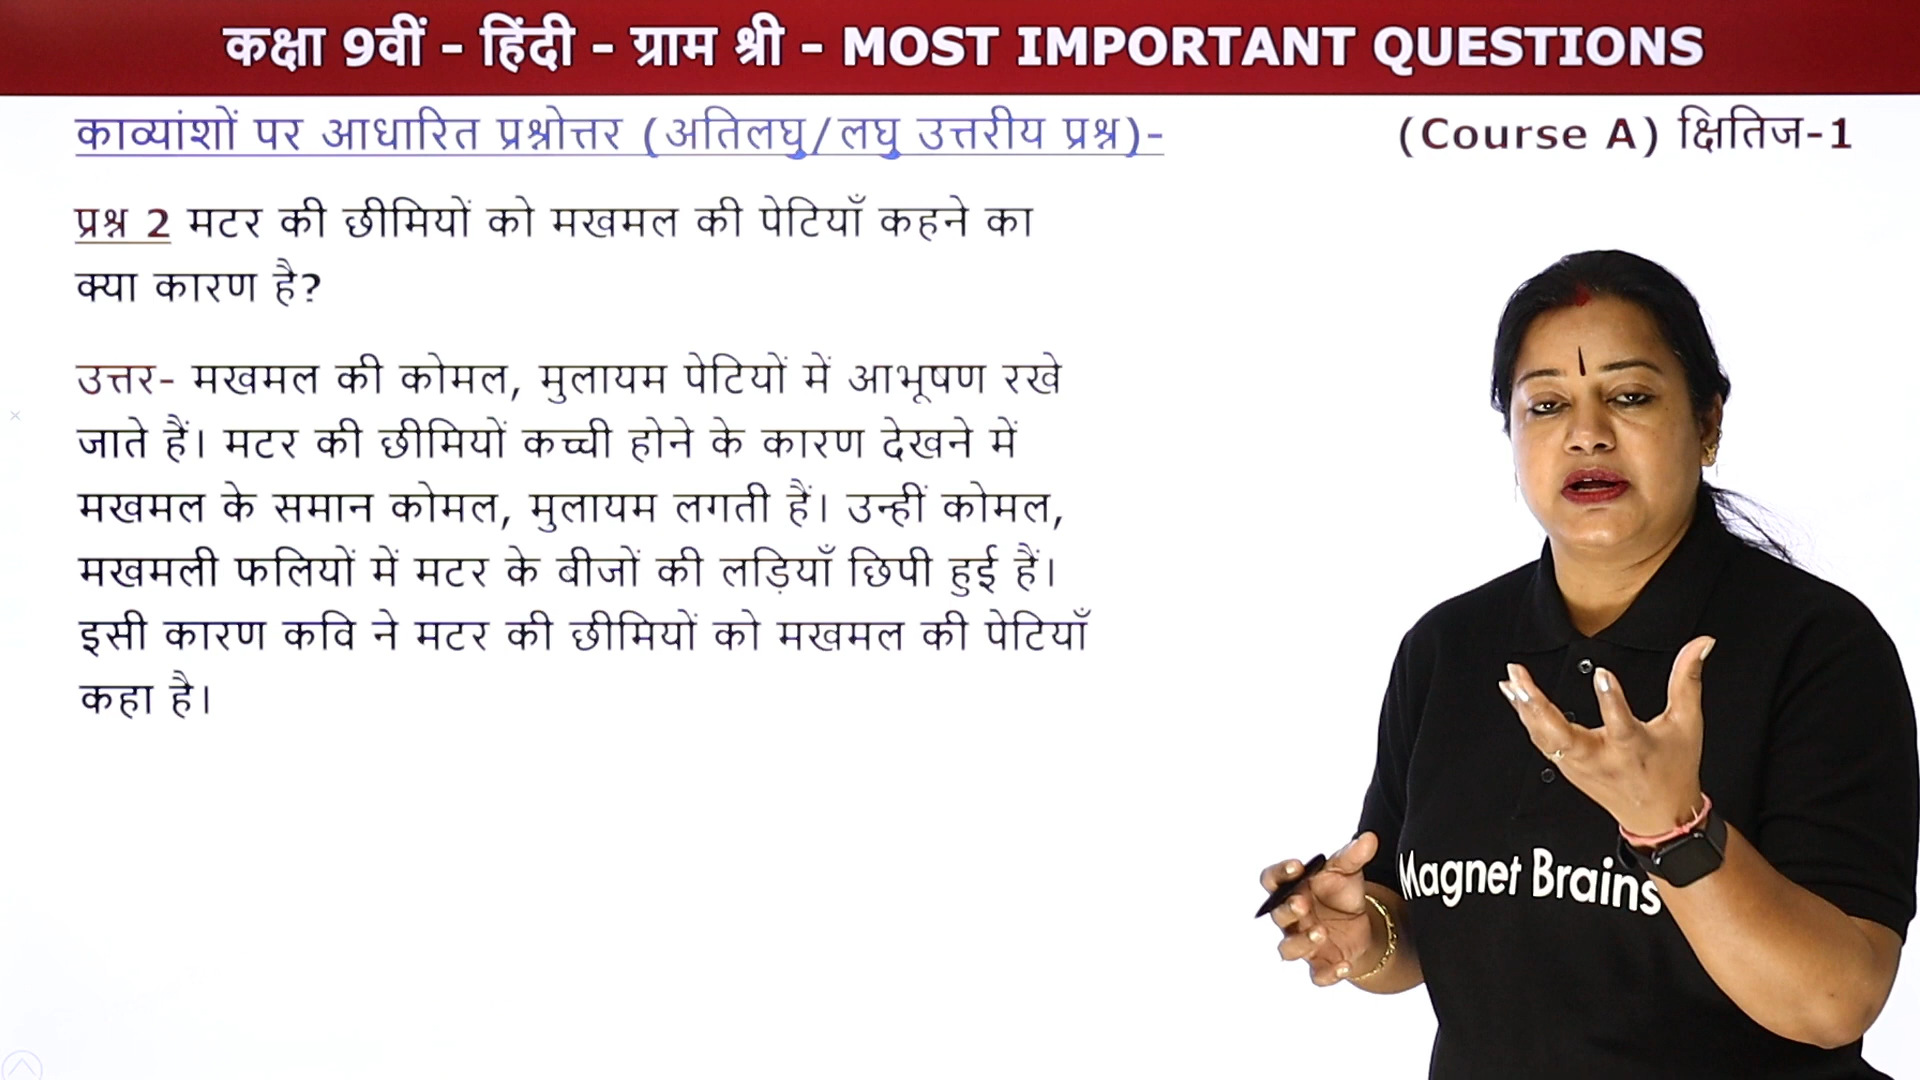 कक्षा 9वीं - हिंदी - ग्राम श्री - MOST IMPORTANT QUESTIONS
काव्यांशों पर आधारित प्रश्नोत्तर (अतिलघु/लघु उत्तरीय प्रश्न)-
(Course A) क्षितिज-1
प्रश्न 2 मटर की छीमियों को मखमल की पेटियाँ कहने का
क्या कारण है?
उत्तर- मखमल की कोमल, मुलायम पेटियों में आभूषण रखे
जाते हैं। मटर की छीमियों कच्ची होने के कारण देखने में
मखमल के समान कोमल, मुलायम लगती हैं। उन्हीं कोमल,
मखमली फलियों में मटर के बीजों की लड़ियाँ छिपी हुई हैं।
इसी कारण कवि ने मटर की छीमियों को मखमल की पेटियाँ
कहा है।
Magnet Brains